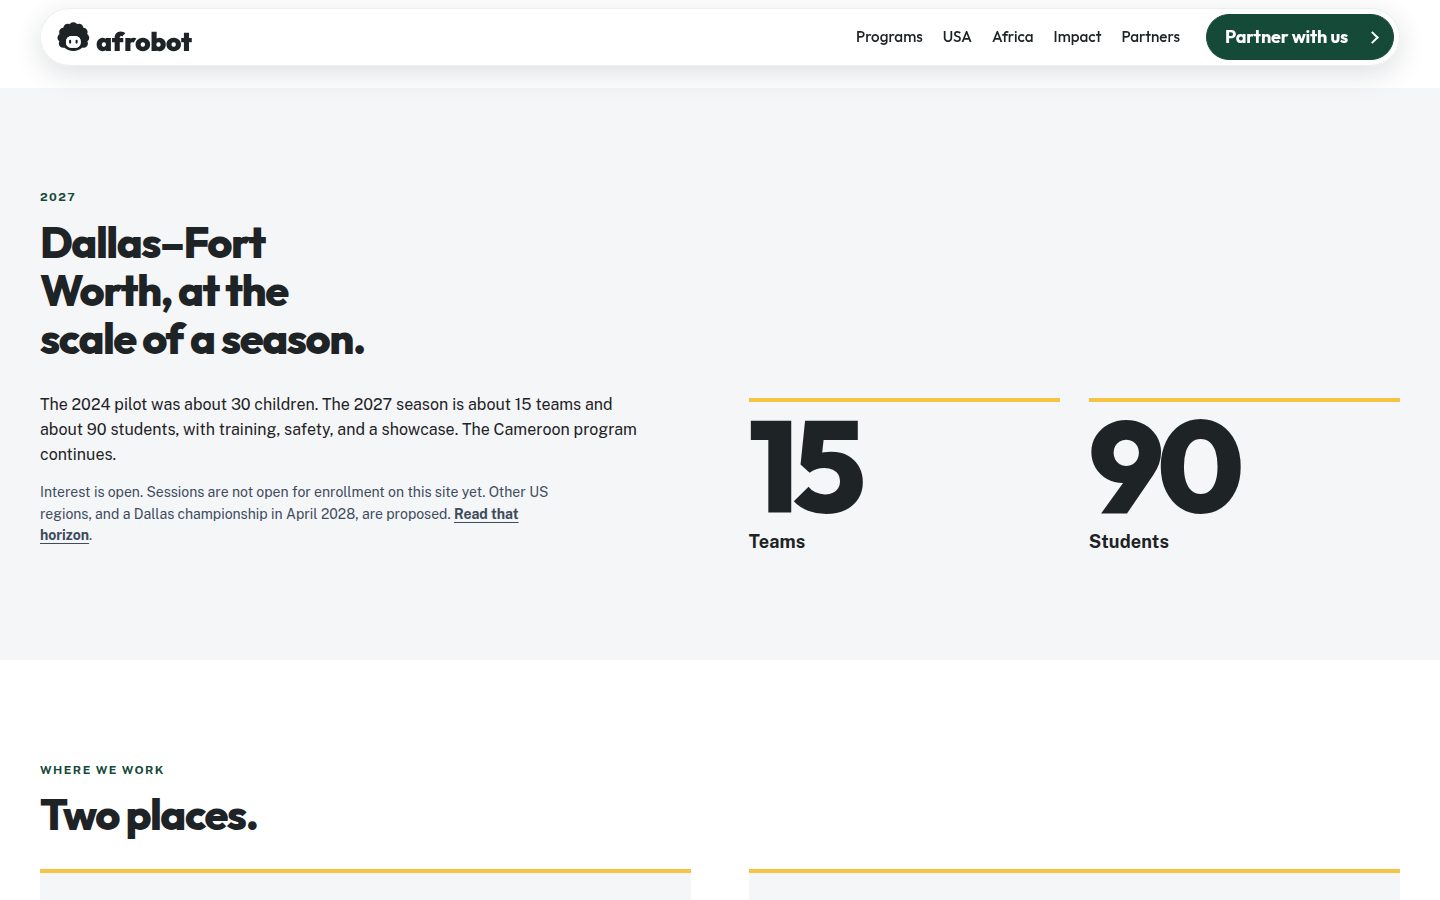 afrobot
Programs USA Africa Impact Partners Partner with us
2027
Dallas–Fort
Worth, at the
scale of a season.
The 2024 pilot was about 30 children. The 2027 season is about 15 teams and
about 90 students, with training, safety, and a showcase. The Cameroon program
continues.
Interest is open. Sessions are not open for enrollment on this site yet. Other US
regions, and a Dallas championship in April 2028, are proposed. Read that
horizon.
15
Teams
90
Students
WHERE WE WORK
Two places.